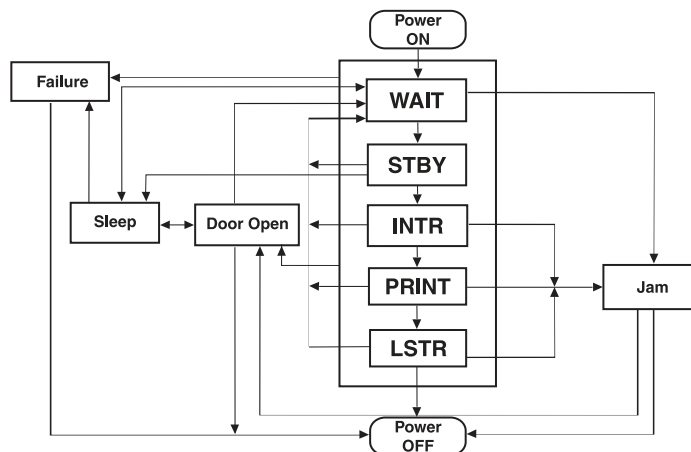 Power
ON
Failure
WAIT
STBY
Sleep
Door Open
INTR
PRINT
Jam
LSTR
Power
OFF